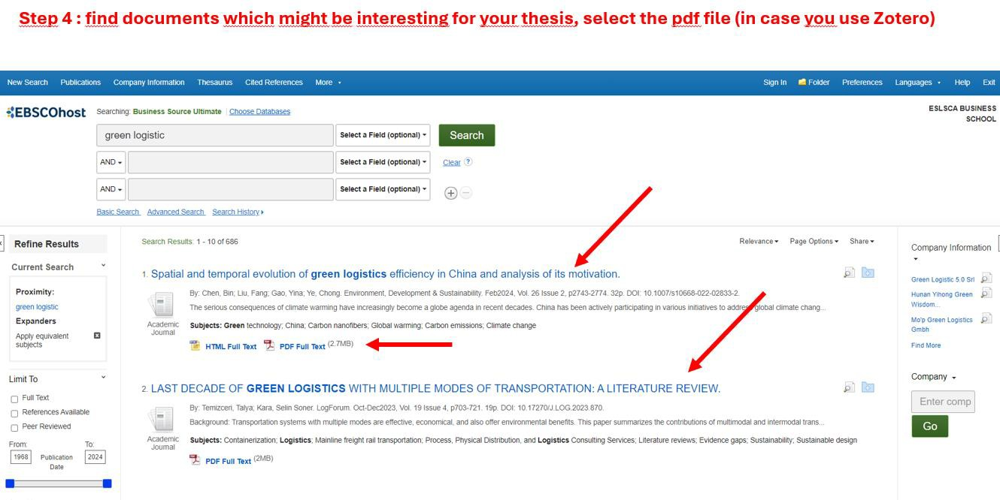 Step 4 : find documents which might be interesting for your thesis, select the pdf file (in case you use Zotero)
New Search Publications Company Information Thesaurus Cited References More Sign In Folder Preferences Languages Help Exit
EBSCOhost
Searching: Business Source Ultimate Choose Databases
ESLSCA BUSINESS
SCHOOL
green logistic Select a Field (optional) Search
AND Select a Field (optional) Clear ?
AND Select a Field (optional)
Basic Search Advanced Search Search History
Refine Results
Current Search
Proximity:
green logistic
Expanders
Apply equivalent
subjects
Limit To
Full Text
References Available
Peer Reviewed
From: To:
1968 Publication 2024
Date
Search Results: 1 - 10 of 686
Relevance Page Options Share
1. Spatial and temporal evolution of green logistics efficiency in China and analysis of its motivation.
By: Chen, Bin; Liu, Fang; Gao, Yina; Ye, Chong. Environment, Development & Sustainability. Feb2024, Vol. 26 Issue 2, p2743-2774. 32p. DOI: 10.1007/s10668-022-02833-2.
The serious consequences of climate warming have increasingly become a globe agenda in recent decades. China has been actively participating in various initiatives to address global climate chang...
Academic
Journal
Subjects: Green technology; China; Carbon nanofibers; Global warming; Carbon emissions; Climate change
HTML Full Text PDF Full Text (2.7MB)
2. LAST DECADE OF GREEN LOGISTICS WITH MULTIPLE MODES OF TRANSPORTATION: A LITERATURE REVIEW.
By: Temizceri, Talya; Kara, Selin Soner. LogForum. Oct-Dec2023, Vol. 19 Issue 4, p703-721. 19p. DOI: 10.17270/J.LOG.2023.870.
Background: Transportation systems with multiple modes are effective, economical, and also offer environmental benefits. This paper summarizes the contributions of multimodal and intermodal trans...
Academic
Journal
Subjects: Containerization; Logistics; Mainline freight rail transportation; Process, Physical Distribution, and Logistics Consulting Services; Literature reviews; Evidence gaps; Sustainability; Sustainable design
PDF Full Text (2MB)
Company Information
Green Logistic 5.0 Srl
Hunan Yihong Green
Wisdom...
Mo'p Green Logistics
Gmbh
Find More
Company
Enter comp
Go